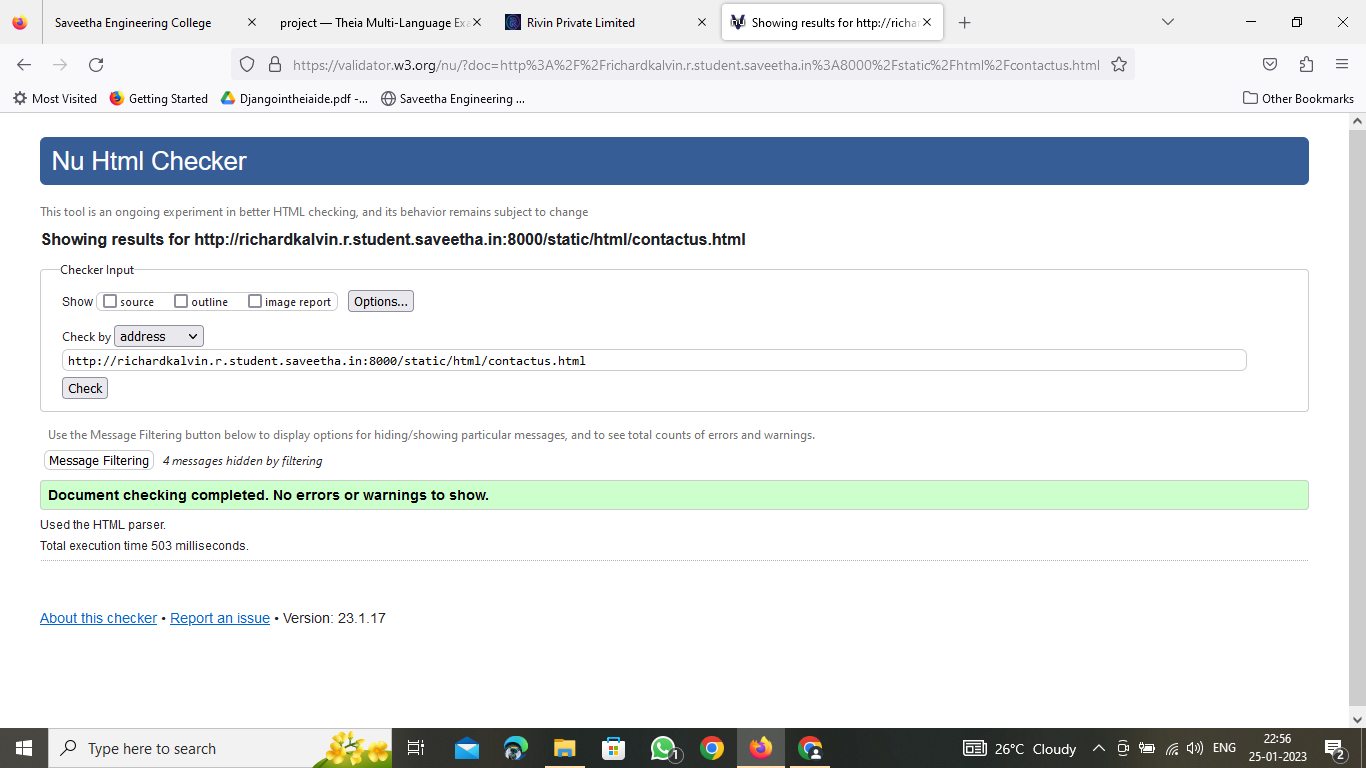 Saveetha Engineering College
project — Theia Multi-Language Exa
Rivin Private Limited
Showing results for http://richa
https://validator.w3.org/nu/?doc=http%3A%2F%2Frichardkalvin.r.student.saveetha.in%3A8000%2Fstatic%2Fhtml%2Fcontactus.html
Most Visited
Getting Started
Djangointheiaide.pdf -...
Saveetha Engineering ...
Other Bookmarks
Nu Html Checker
This tool is an ongoing experiment in better HTML checking, and its behavior remains subject to change
Showing results for http://richardkalvin.r.student.saveetha.in:8000/static/html/contactus.html
Checker Input
Show source outline image report Options...
Check by address
http://richardkalvin.r.student.saveetha.in:8000/static/html/contactus.html
Check
Use the Message Filtering button below to display options for hiding/showing particular messages, and to see total counts of errors and warnings.
Message Filtering 4 messages hidden by filtering
Document checking completed. No errors or warnings to show.
Used the HTML parser.
Total execution time 503 milliseconds.
About this checker • Report an issue • Version: 23.1.17
Type here to search
1
26°C Cloudy
ENG
22:56
25-01-2023
2